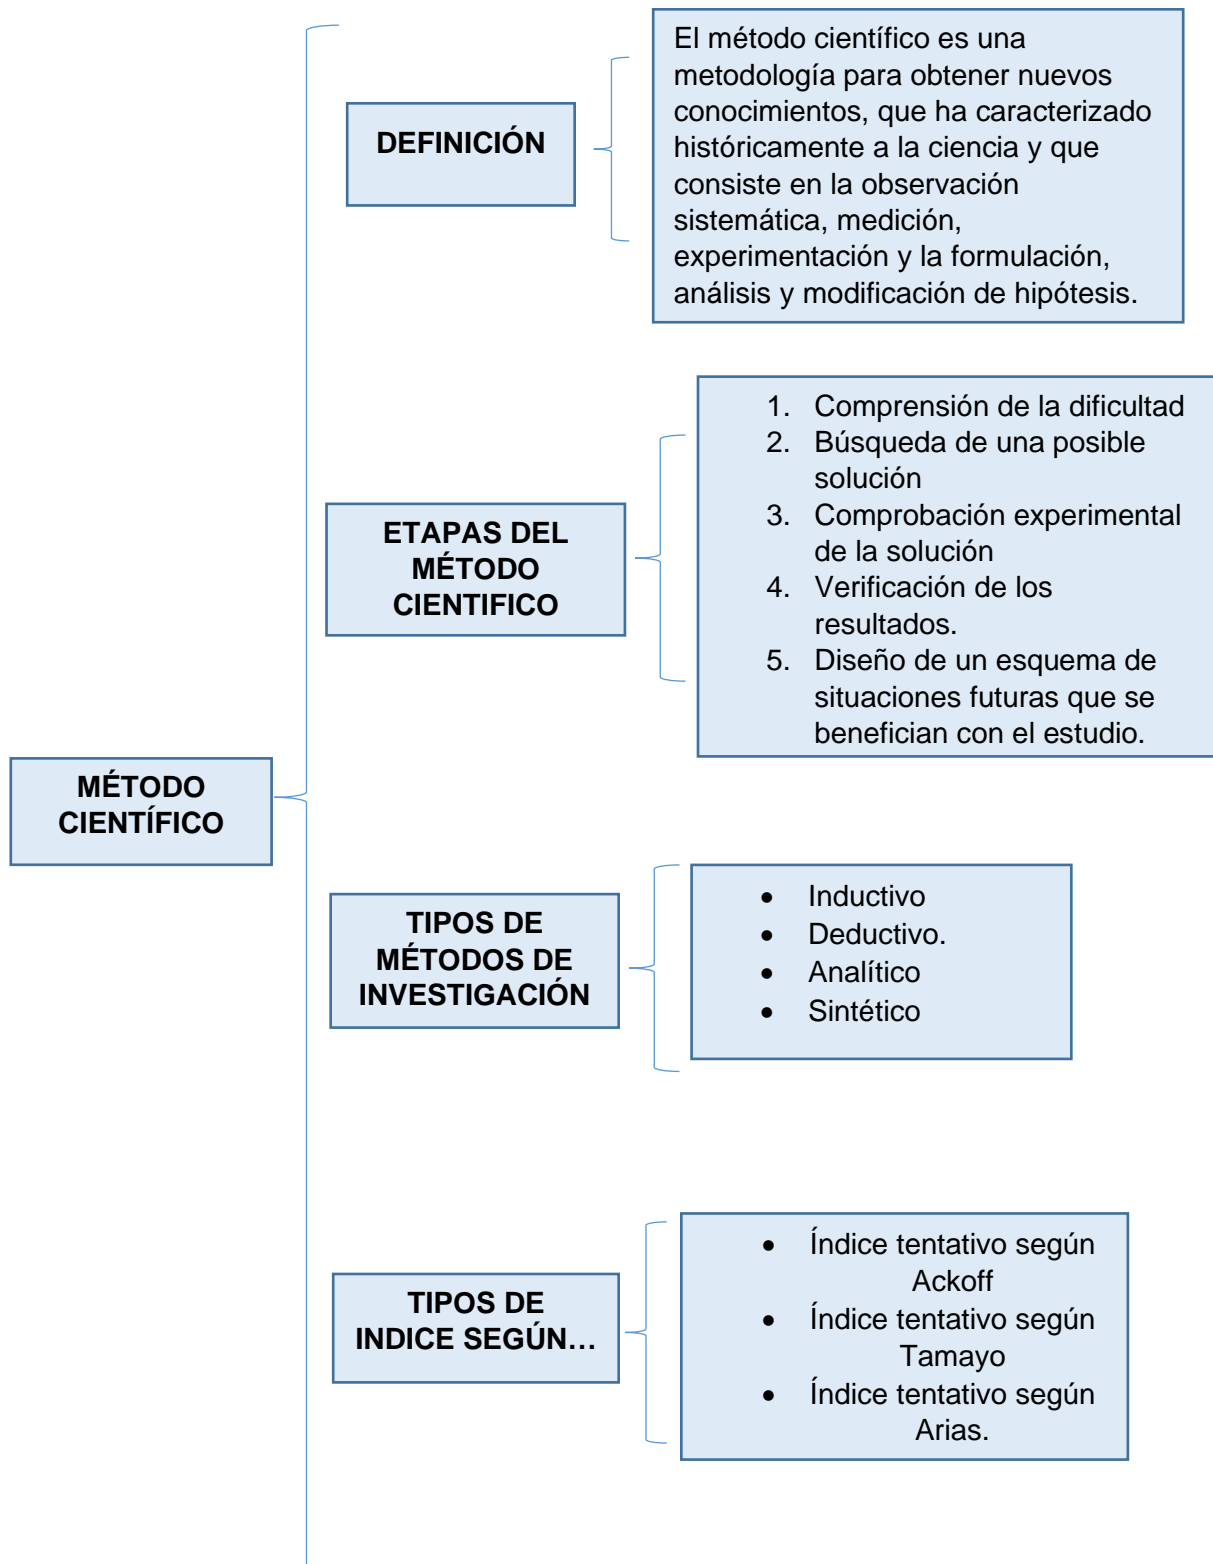 MÉTODO
CIENTÍFICO
DEFINICIÓN
El método científico es una
metodología para obtener nuevos
conocimientos, que ha caracterizado
históricamente a la ciencia y que
consiste en la observación
sistemática, medición,
experimentación y la formulación,
análisis y modificación de hipótesis.
ETAPAS DEL
MÉTODO
CIENTIFICO
1. Comprensión de la dificultad
2. Búsqueda de una posible
solución
3. Comprobación experimental
de la solución
4. Verificación de los
resultados.
5. Diseño de un esquema de
situaciones futuras que se
benefician con el estudio.
TIPOS DE
MÉTODOS DE
INVESTIGACIÓN
• Inductivo
• Deductivo.
• Analítico
• Sintético
TIPOS DE
INDICE SEGÚN…
• Índice tentativo según
Ackoff
• Índice tentativo según
Tamayo
• Índice tentativo según
Arias.